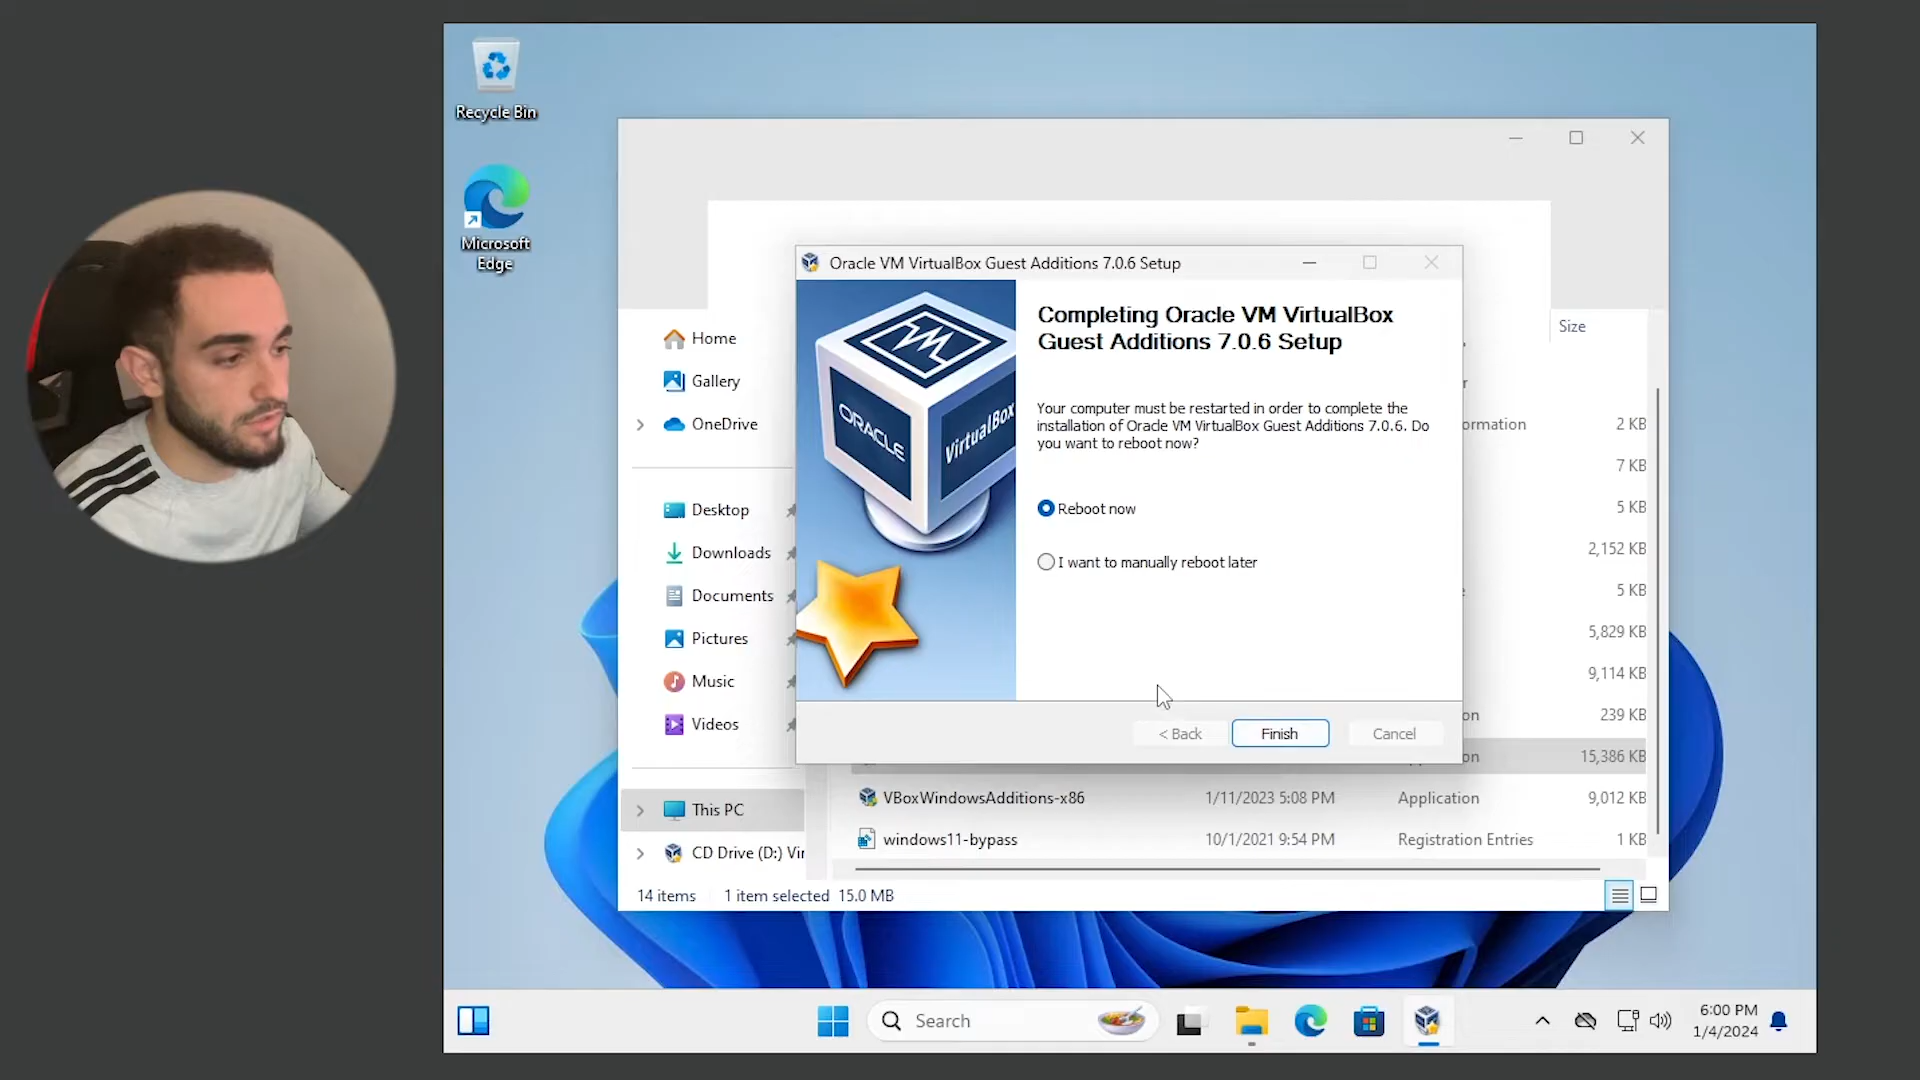 Recycle Bin
Microsoft
Edge
Oracle VM VirtualBox Guest Additions 7.0.6 Setup
Completing Oracle VM VirtualBox
Guest Additions 7.0.6 Setup
Your computer must be restarted in order to complete the
installation of Oracle VM VirtualBox Guest Additions 7.0.6. Do
you want to reboot now?
Reboot now
I want to manually reboot later
ORACLE
VirtualBox
< Back
Finish
Cancel
Home
Gallery
OneDrive
Desktop
Downloads
Documents
Pictures
Music
Videos
This PC
CD Drive (D:) Vir
Size
ormation 2 KB
7 KB
5 KB
2,152 KB
5 KB
5,829 KB
9,114 KB
on 239 KB
on 15,386 KB
VBoxWindowsAdditions-x86 1/11/2023 5:08 PM Application 9,012 KB
windows11-bypass 10/1/2021 9:54 PM Registration Entries 1 KB
14 items 1 item selected 15.0 MB
Search
6:00 PM
1/4/2024